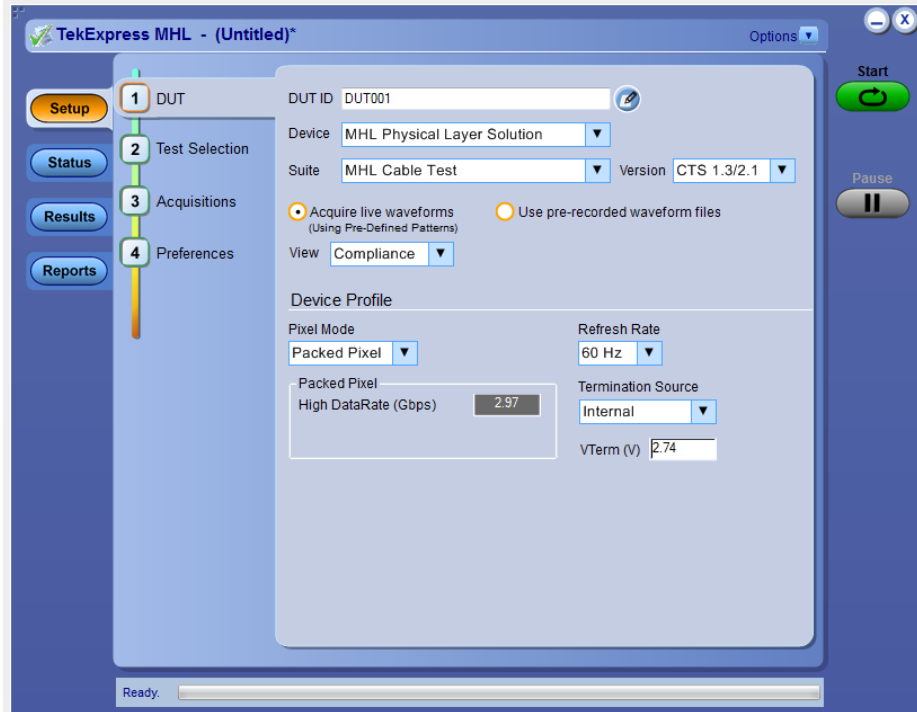 TekExpress MHL - (Untitled)*
Options
Start
Pause
Setup
Status
Results
Reports
1 DUT
2 Test Selection
3 Acquisitions
4 Preferences
DUT ID DUT001
Device MHL Physical Layer Solution
Suite MHL Cable Test Version CTS 1.3/2.1
Acquire live waveforms Use pre-recorded waveform files
(Using Pre-Defined Patterns)
View Compliance
Device Profile
Pixel Mode Refresh Rate
Packed Pixel 60 Hz
Packed Pixel Termination Source
High DataRate (Gbps) 2.97 Internal
VTerm (V) 2.74
Ready.